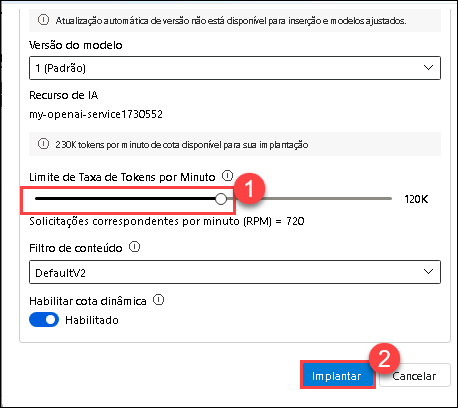 Atualização automática de versão não está disponível para inserção e modelos ajustados.
Versão do modelo
1 (Padrão)
Recurso de IA
my-openai-service1730552
230K tokens por minuto de cota disponível para sua implantação
Limite de Taxa de Tokens por Minuto
1
120K
Solicitações correspondentes por minuto (RPM) = 720
Filtro de conteúdo
DefaultV2
Habilitar cota dinâmica
Habilitado
2
Implantar
Cancelar